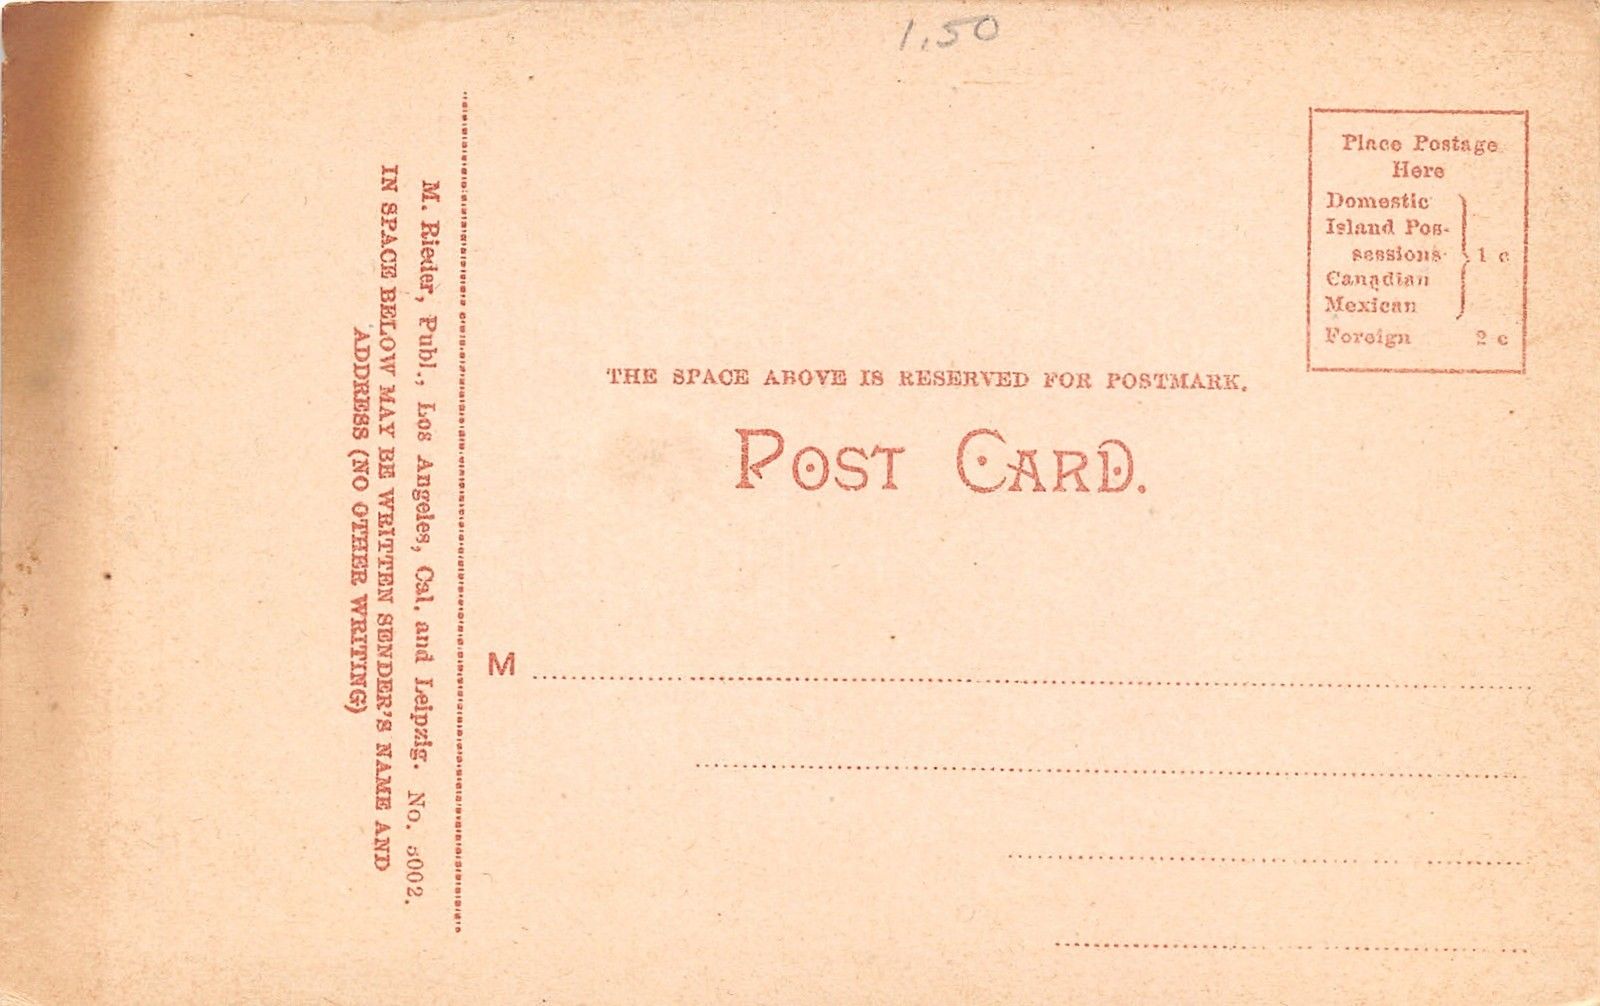 1.50
Place Postage
Here
Domestic
Island Pos-
sessions
Canadian
Mexican
1 c
Foreign 2 c
THE SPACE ABOVE IS RESERVED FOR POSTMARK.
POST CARD.
M
M. Rieder, Publ., Los Angeles, Cal. and Leipzig. No. 5002.
IN SPACE BELOW MAY BE WRITTEN SENDER'S NAME AND
ADDRESS (NO OTHER WRITING)